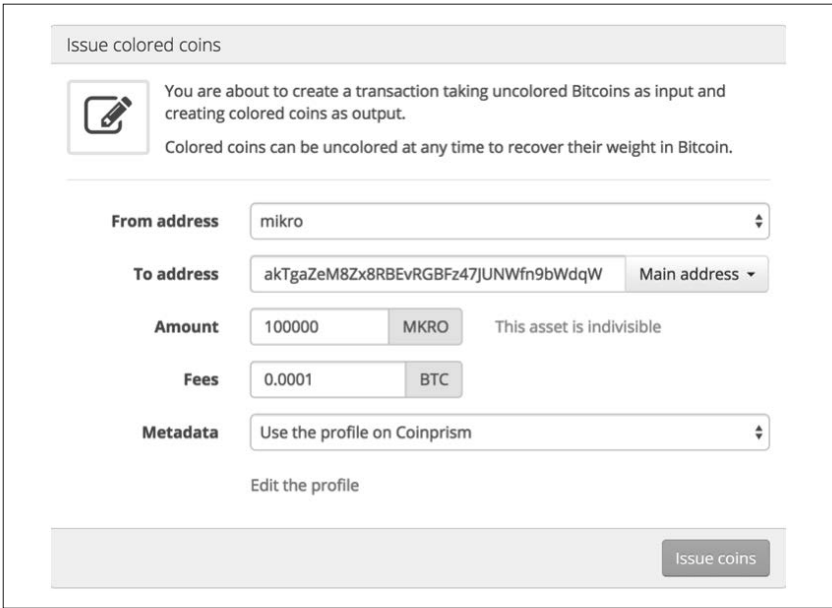 Issue colored coins
You are about to create a transaction taking uncolored Bitcoins as input and
creating colored coins as output.
Colored coins can be uncolored at any time to recover their weight in Bitcoin.
From address mikro
To address akTgaZeM8Zx8RBEvRGBFz47JUNWfn9bWdqW Main address
Amount 100000 MKRO This asset is indivisible
Fees 0.0001 BTC
Metadata Use the profile on Coinprism
Edit the profile
Issue coins